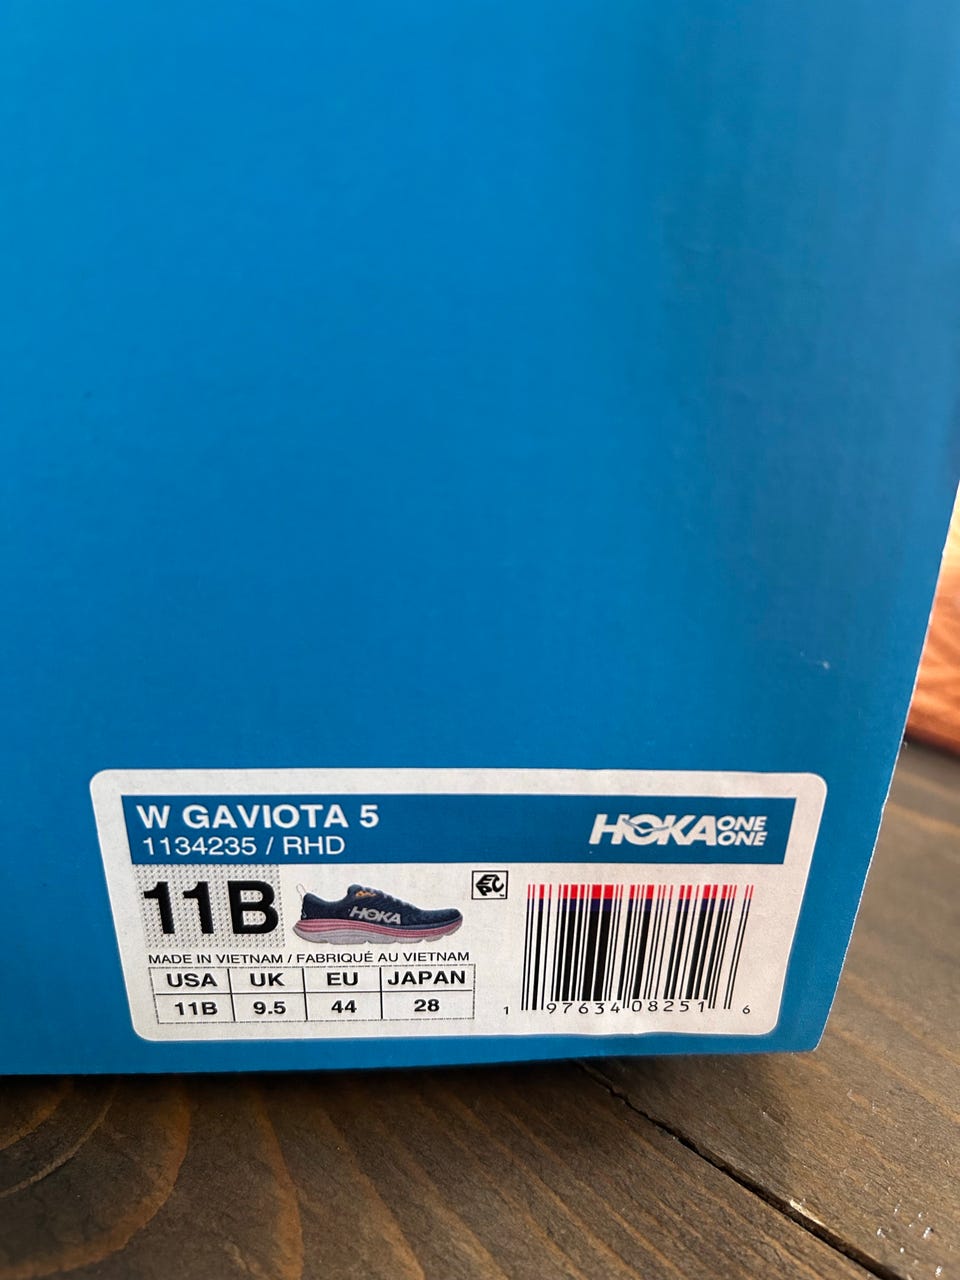 W GAVIOTA 5
1134235 / RHD
HOKA ONE ONE
11B
HOKA
MADE IN VIETNAM / FABRIQUÉ AU VIETNAM
USA UK EU JAPAN
11B 9.5 44 28
1 97634 08251 6